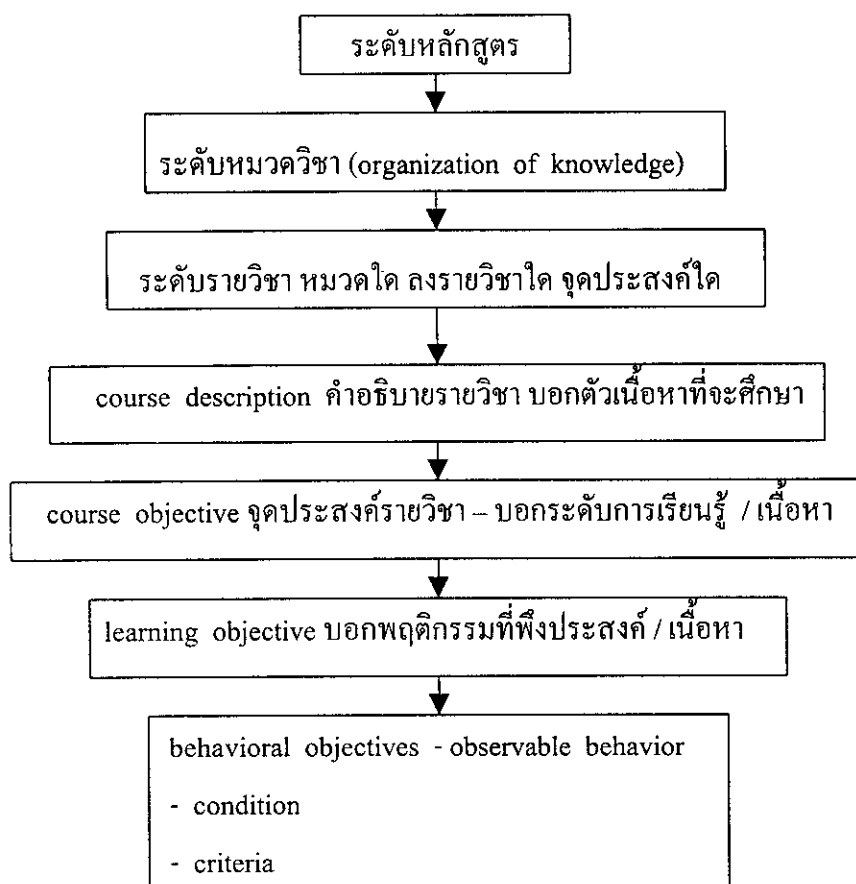 ระดับหลักสูตร
ระดับหมวดวิชา (organization of knowledge)
ระดับรายวิชา หมวดใด ลงรายวิชาใด จุดประสงค์ใด
course description คำอธิบายรายวิชา บอกตัวเนื้อหาที่จะศึกษา
course objective จุดประสงค์รายวิชา – บอกระดับการเรียนรู้ / เนื้อหา
learning objective บอกพฤติกรรมที่พึงประสงค์ / เนื้อหา
behavioral objectives - observable behavior
- condition
- criteria